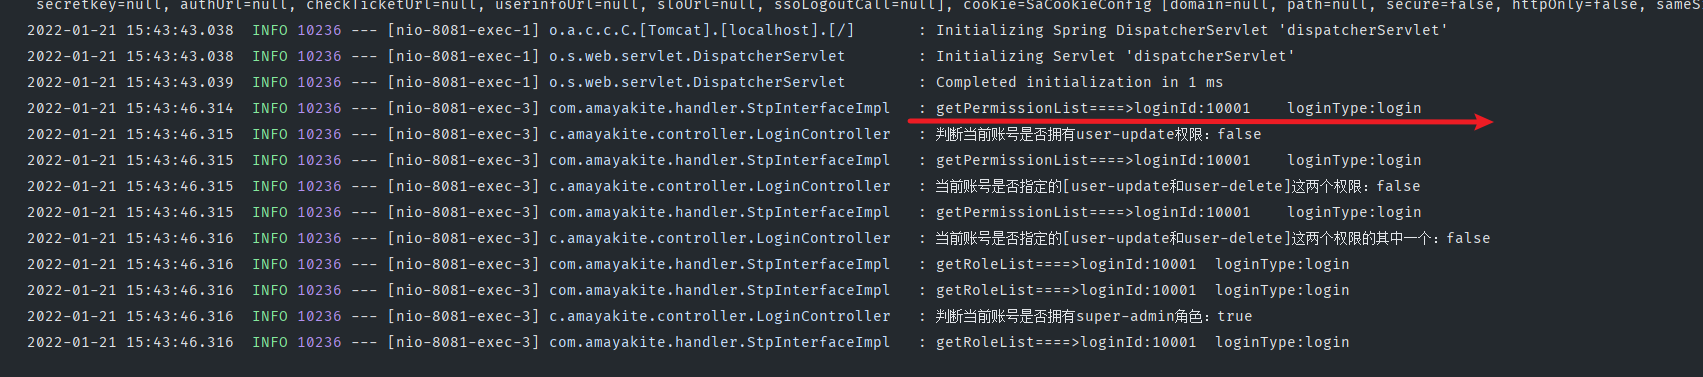 secretkey=null, authUrl=null, checkTicketUrl=null, userinfoUrl=null, sloUrl=null, ssoLogoutCall=null], cookie=SaCookieConfig [domain=null, path=null, secure=false, httpOnly=false, sameS
2022-01-21 15:43:43.038  INFO 10236 --- [nio-8081-exec-1] o.a.c.c.C.[Tomcat].[localhost].[/]       : Initializing Spring DispatcherServlet 'dispatcherServlet'
2022-01-21 15:43:43.038  INFO 10236 --- [nio-8081-exec-1] o.s.web.servlet.DispatcherServlet        : Initializing Servlet 'dispatcherServlet'
2022-01-21 15:43:43.039  INFO 10236 --- [nio-8081-exec-1] o.s.web.servlet.DispatcherServlet        : Completed initialization in 1 ms
2022-01-21 15:43:46.314  INFO 10236 --- [nio-8081-exec-3] com.amayakite.handler.StpInterfaceImpl   : getPermissionList====>loginId:10001    loginType:login
2022-01-21 15:43:46.315  INFO 10236 --- [nio-8081-exec-3] c.amayakite.controller.LoginController   : 判断当前账号是否拥有user-update权限：false
2022-01-21 15:43:46.315  INFO 10236 --- [nio-8081-exec-3] com.amayakite.handler.StpInterfaceImpl   : getPermissionList====>loginId:10001    loginType:login
2022-01-21 15:43:46.315  INFO 10236 --- [nio-8081-exec-3] c.amayakite.controller.LoginController   : 当前账号是否指定的[user-update和user-delete]这两个权限：false
2022-01-21 15:43:46.315  INFO 10236 --- [nio-8081-exec-3] com.amayakite.handler.StpInterfaceImpl   : getPermissionList====>loginId:10001    loginType:login
2022-01-21 15:43:46.316  INFO 10236 --- [nio-8081-exec-3] c.amayakite.controller.LoginController   : 当前账号是否指定的[user-update和user-delete]这两个权限的其中一个：false
2022-01-21 15:43:46.316  INFO 10236 --- [nio-8081-exec-3] com.amayakite.handler.StpInterfaceImpl   : getRoleList====>loginId:10001  loginType:login
2022-01-21 15:43:46.316  INFO 10236 --- [nio-8081-exec-3] com.amayakite.handler.StpInterfaceImpl   : getRoleList====>loginId:10001  loginType:login
2022-01-21 15:43:46.316  INFO 10236 --- [nio-8081-exec-3] c.amayakite.controller.LoginController   : 判断当前账号是否拥有super-admin角色：true
2022-01-21 15:43:46.316  INFO 10236 --- [nio-8081-exec-3] com.amayakite.handler.StpInterfaceImpl   : getRoleList====>loginId:10001  loginType:login